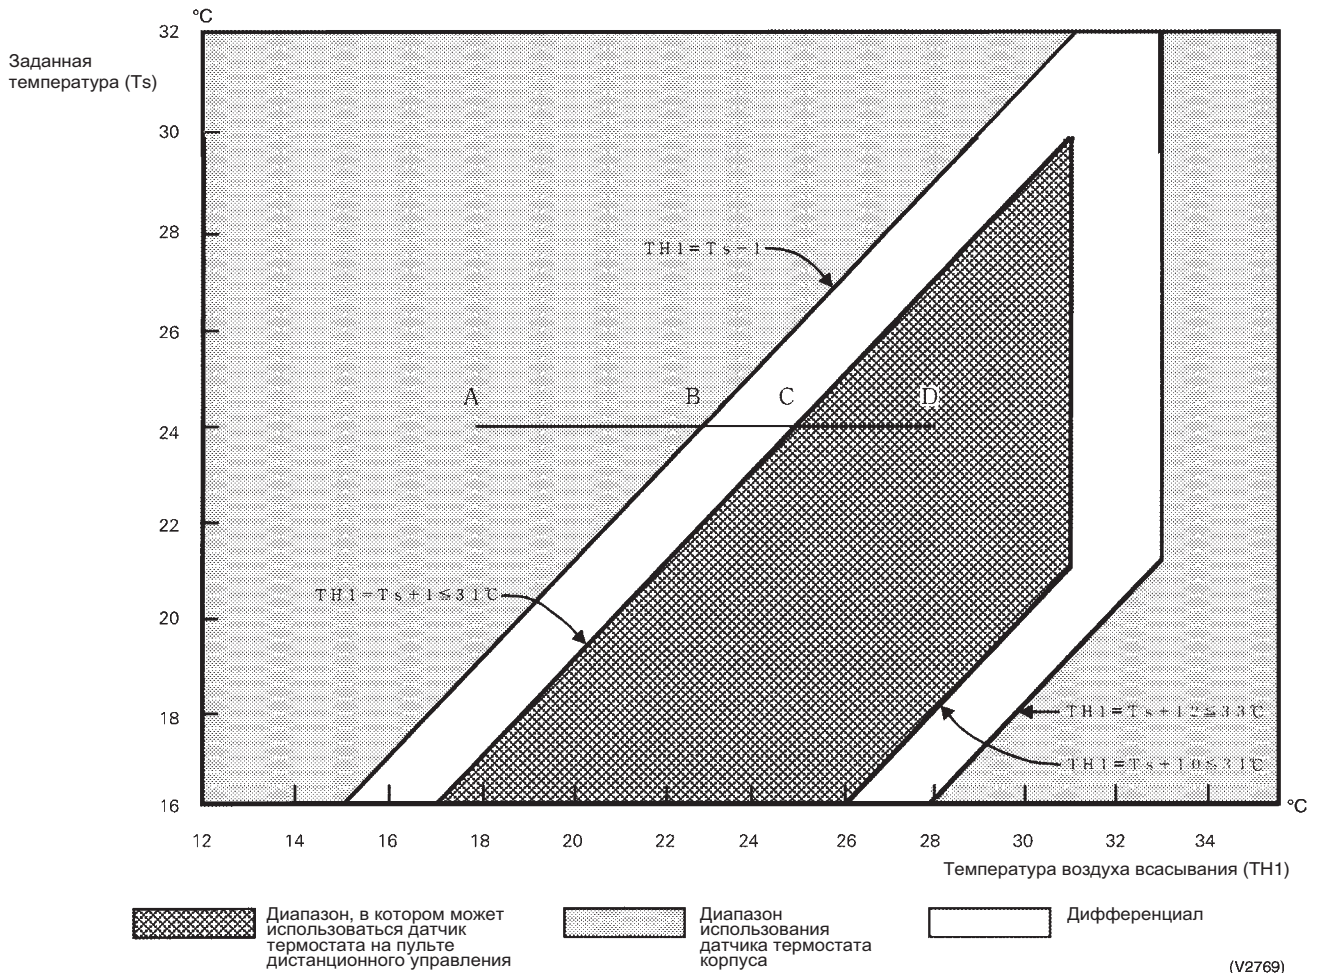 °C
32
Заданная
температура (Ts)
30
28
TH1=Ts-1
26
A
B
C
D
24
22
TH1=Ts+1≦31℃
20
18
TH1=Ts+12≦33℃
TH1=Ts+10≦31℃
16
°C
12 14 16 18 20 22 24 26 28 30 32 34
Температура воздуха всасывания (TH1)
Диапазон, в котором может
использоваться датчик
термостата на пульте
дистанционного управления
Диапазон
использования
датчика термостата
корпуса
Дифференциал
(V2769)